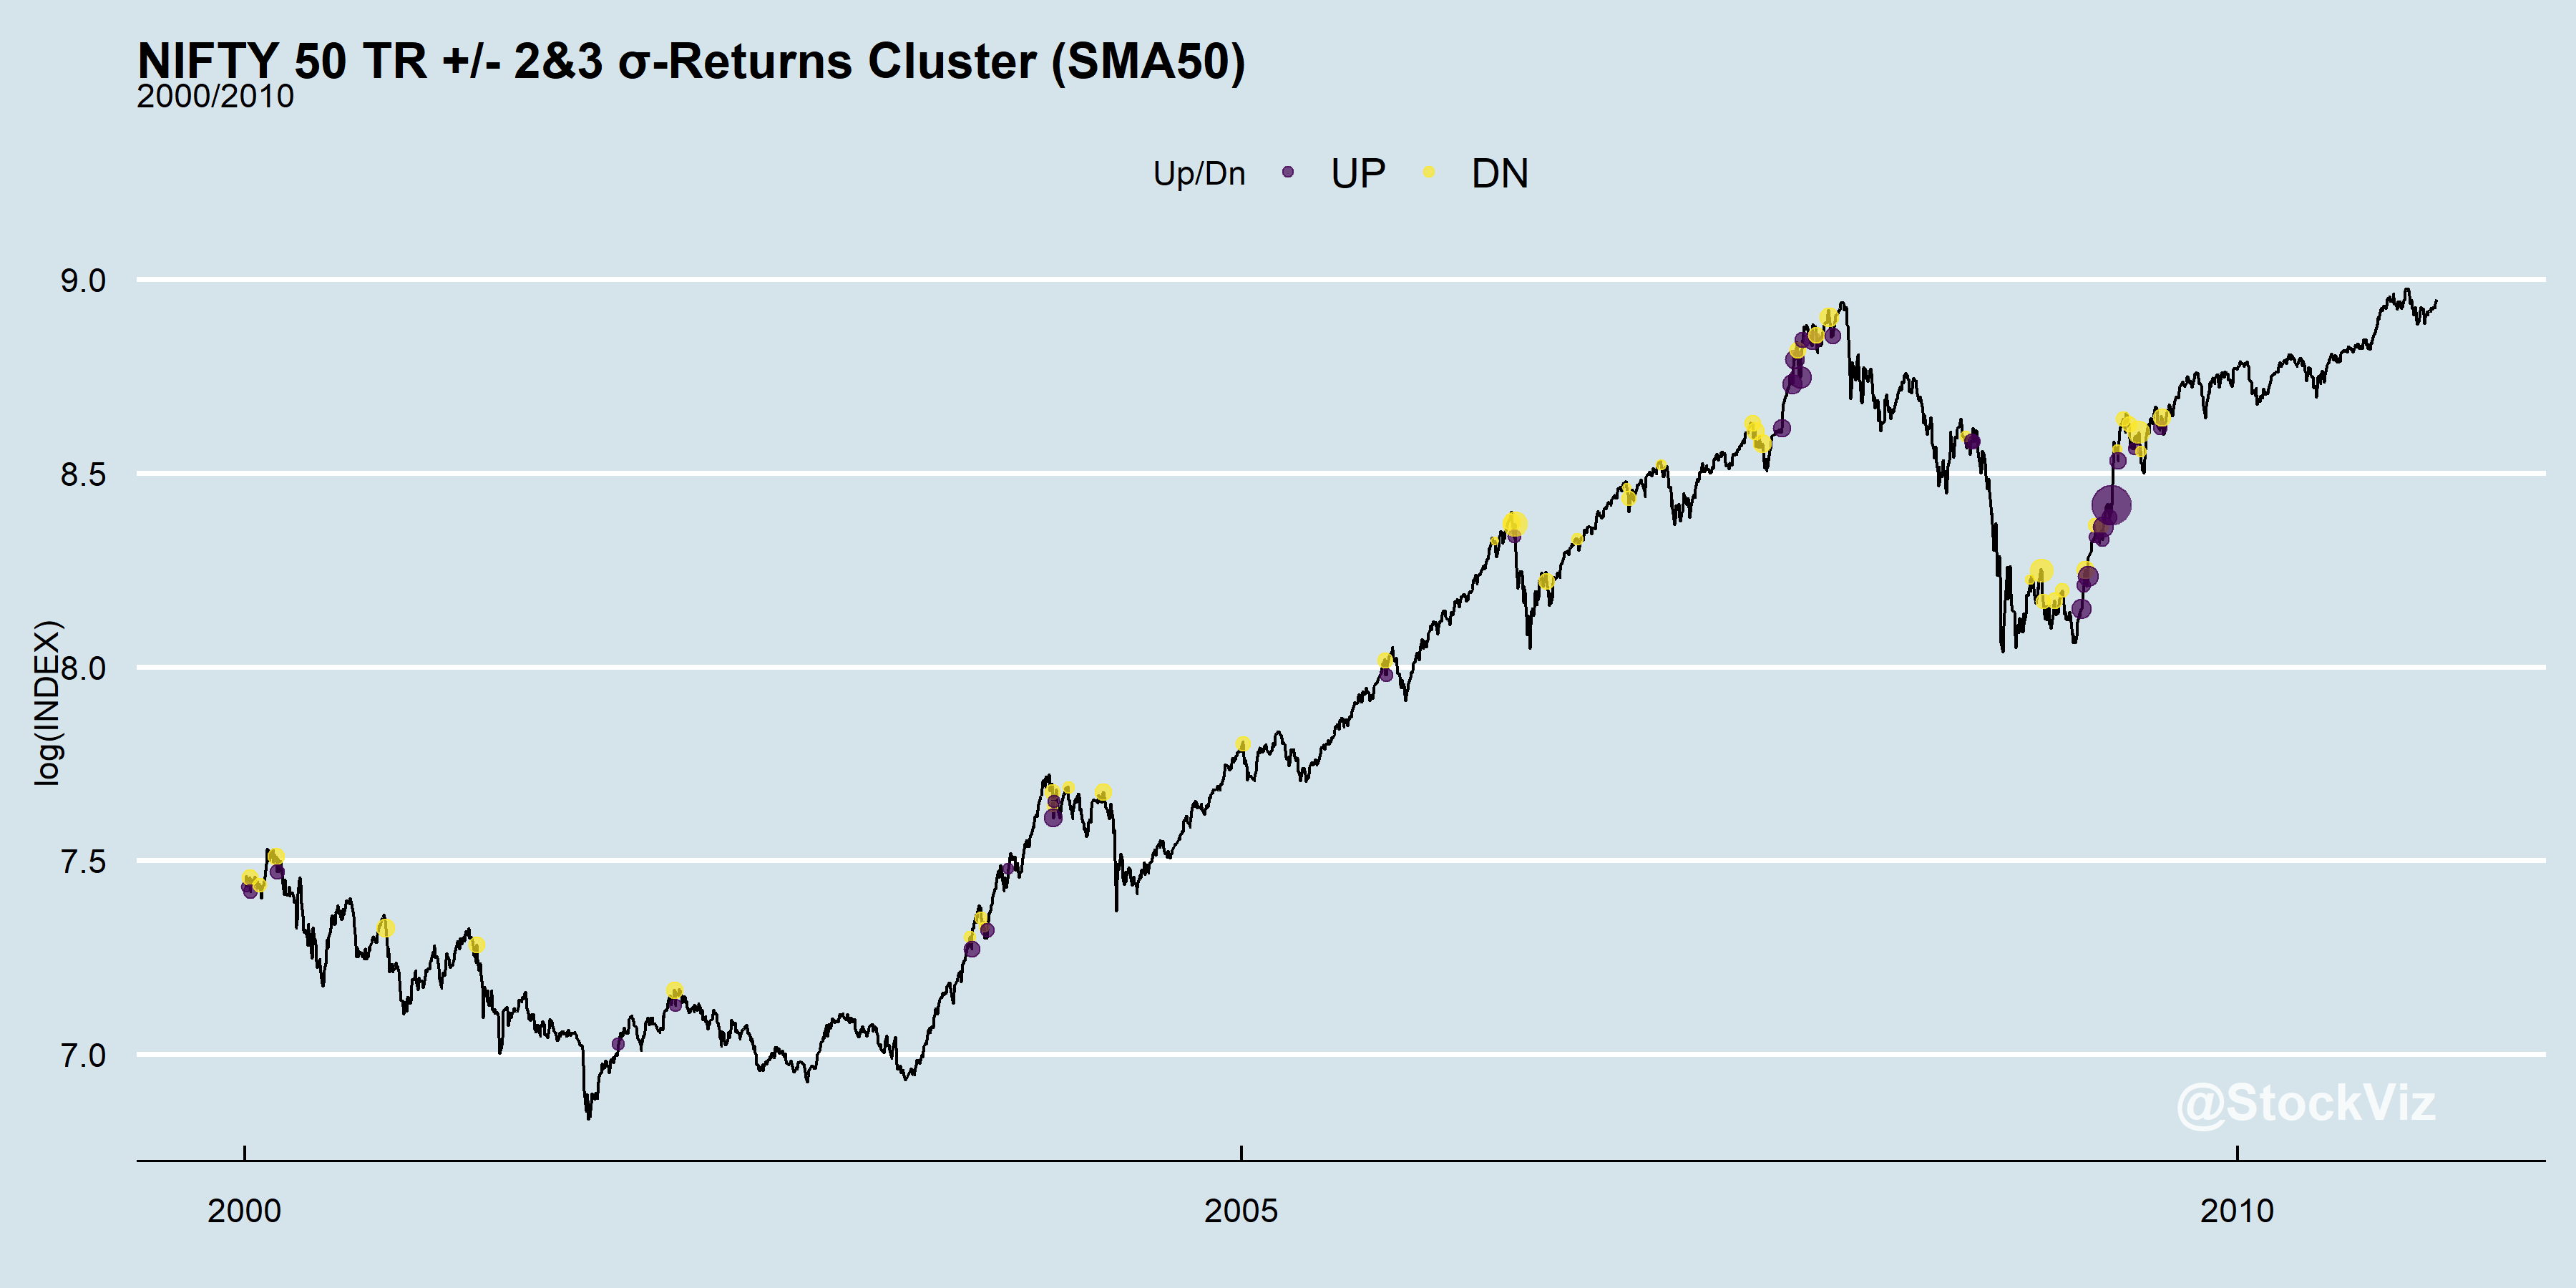 NIFTY 50 TR +/- 2&3 σ-Returns Cluster (SMA50)
2000/2010
Up/Dn UP DN
9.0
8.5
8.0
7.5
7.0
log(INDEX)
@StockViz
2000 2005 2010